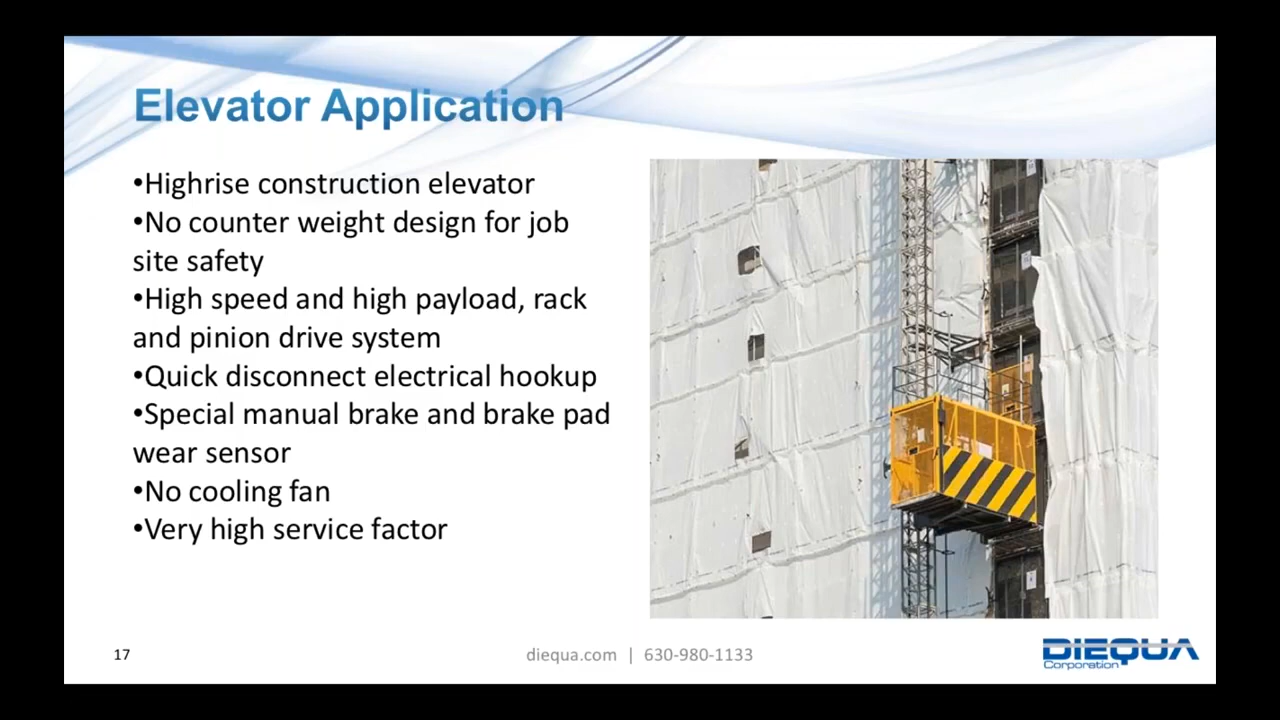 Elevator Application
•Highrise construction elevator
•No counter weight design for job
site safety
•High speed and high payload, rack
and pinion drive system
•Quick disconnect electrical hookup
•Special manual brake and brake pad
wear sensor
•No cooling fan
•Very high service factor
17
diequa.com | 630-980-1133
DIEQUA
Corporation